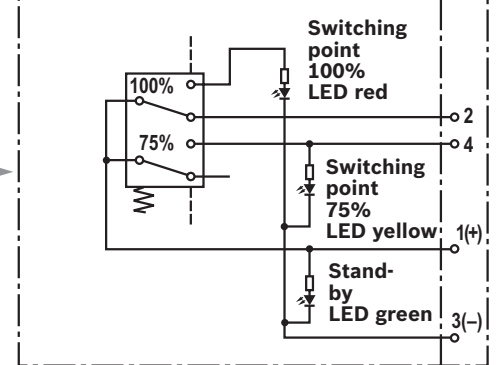 Switching
point
100%
LED red
100%
2
75%
4
Switching
point
75%
LED yellow
1(+)
Stand-
by
LED green
3(–)